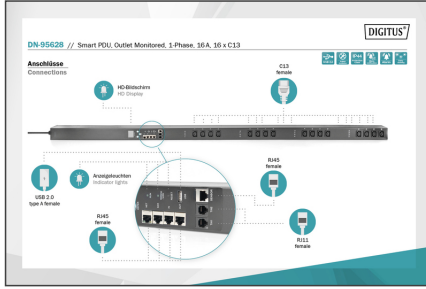 DIGITUS®
DN-95628 // Smart PDU, Outlet Monitored, 1-Phase, 16 A, 16 x C13
Anschlüsse
Connections
C13
female
HD-Bildschirm
HD Display
USB 2.0
type A female
Anzeigeleuchten
Indicator lights
RJ45
female
RJ45
female
RJ11
female